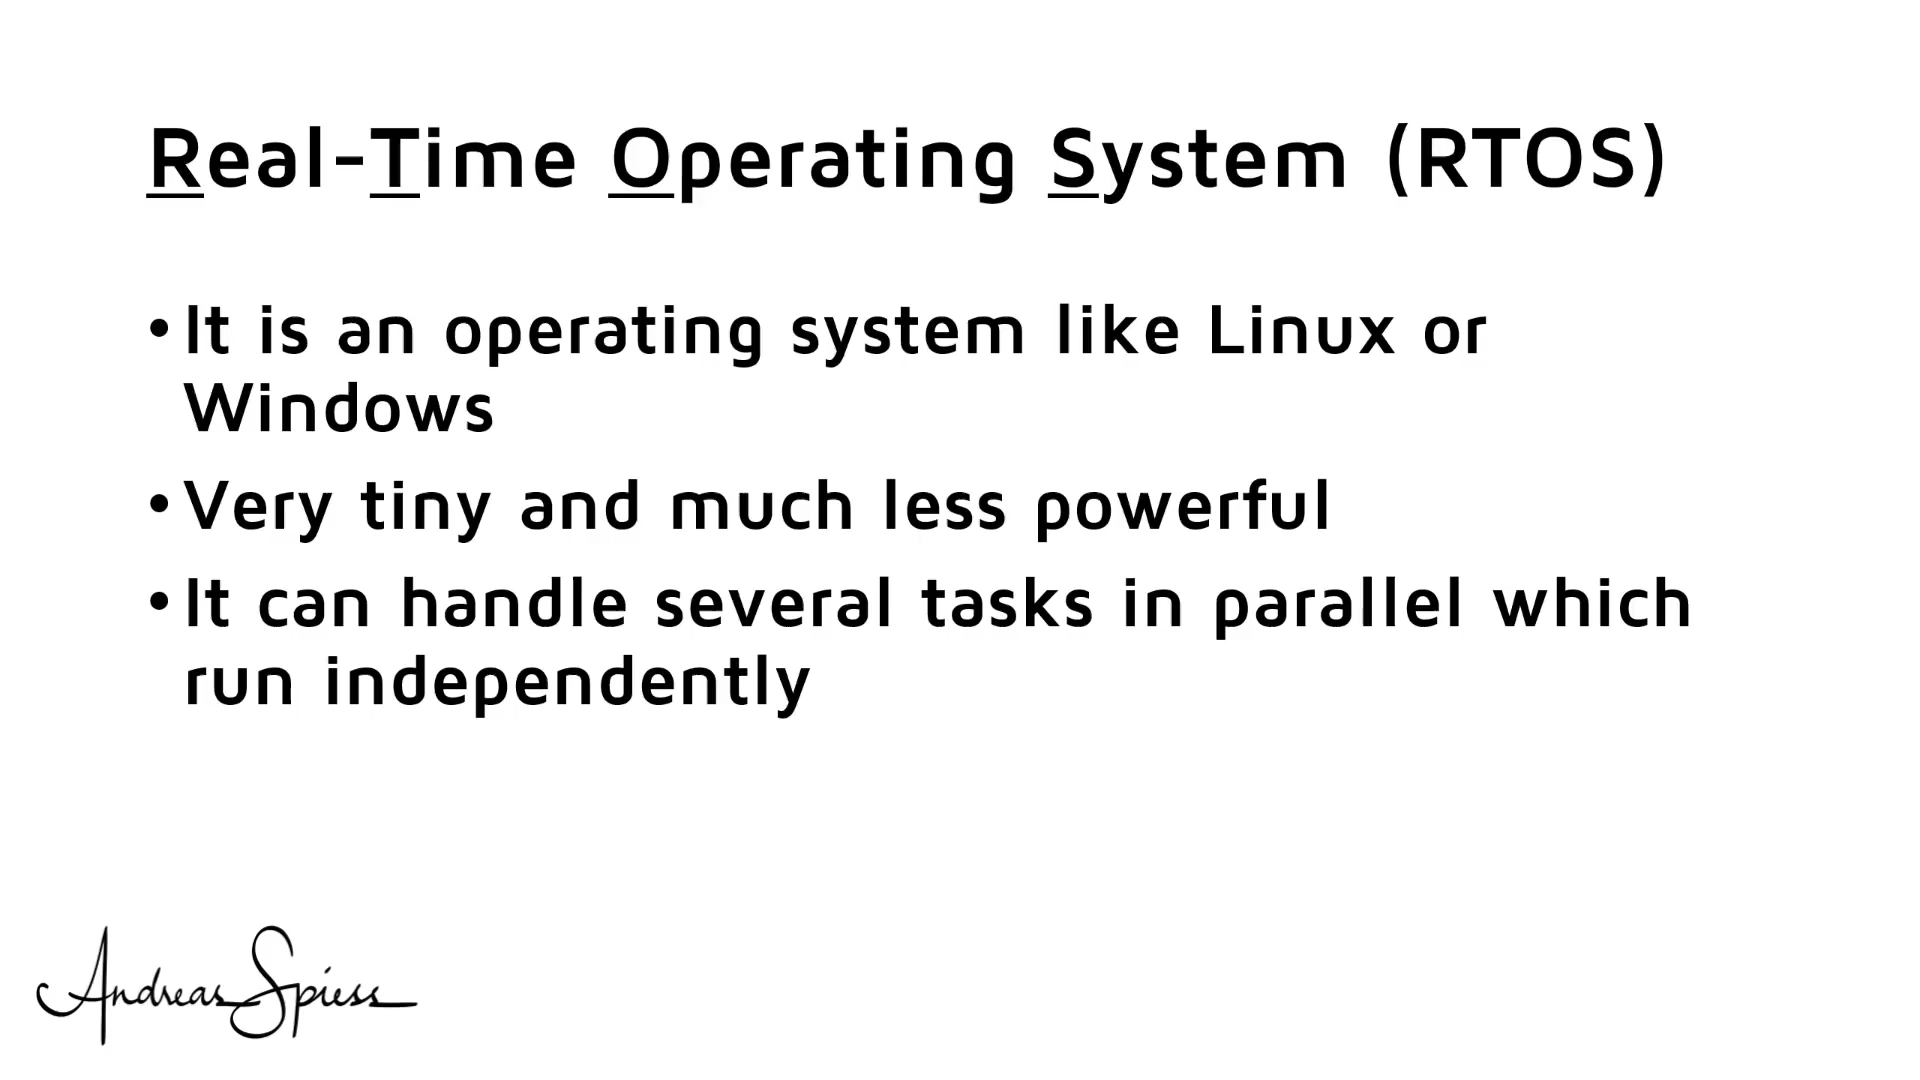 Real-Time Operating System (RTOS)
• It is an operating system like Linux or
Windows
• Very tiny and much less powerful
• It can handle several tasks in parallel which
run independently
Andreas Spiess